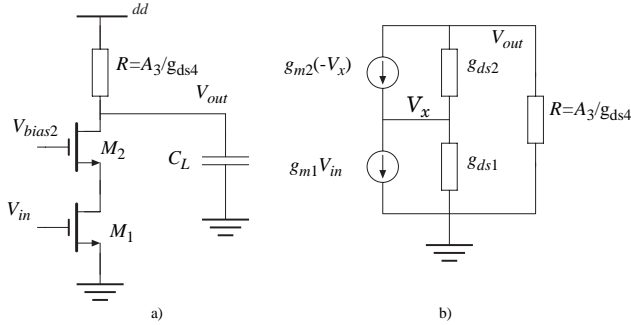 dd
R=A3/gds4
Vout
Vbias2
M2
CL
Vin
M1
a)
Vout
gm2(-Vx)
gds2
Vx
R=A3/gds4
gm1Vin
gds1
b)